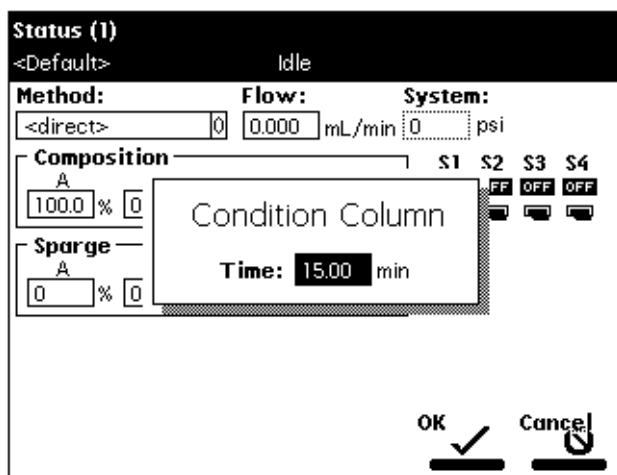 Status (1)
<Default> Idle
Method: Flow: System:
<direct> 0 0.000 mL/min 0 psi
Composition S1 S2 S3 S4
A
100.0 % 0 FF OFF OFF
Condition Column
Time: 15.00 min
Sparge
A
0 % 0
OK Cancel